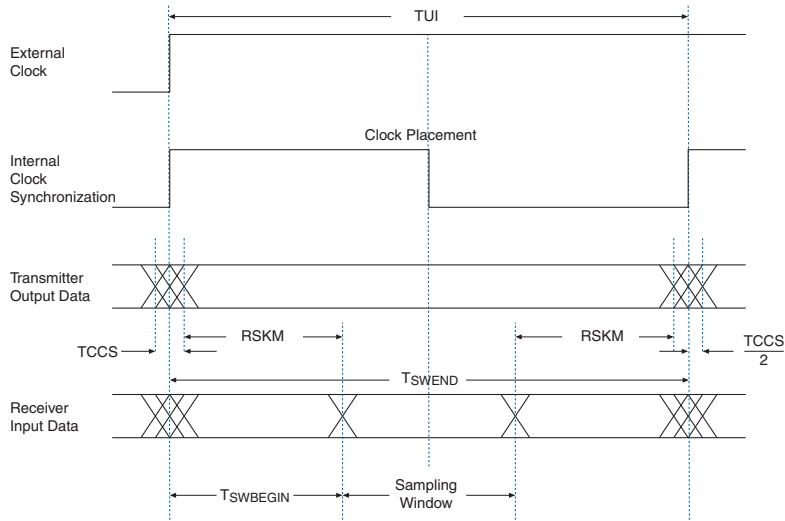 TUI
External
Clock
Clock Placement
Internal
Clock
Synchronization
Transmitter
Output Data
RSKM
RSKM
TCCS
TCCS
2
TSWEND
Receiver
Input Data
TSWBEGIN
Sampling
Window